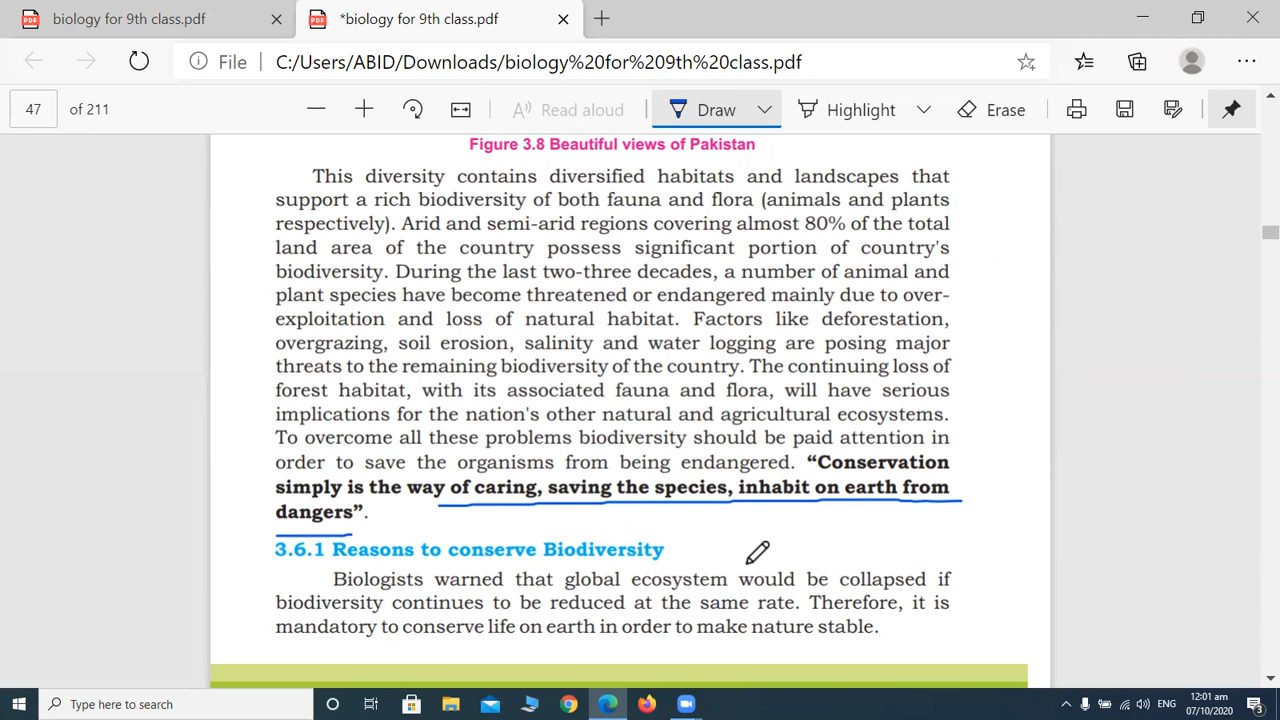 biology for 9th class.pdf
*biology for 9th class.pdf
File
C:/Users/ABID/Downloads/biology%20for%209th%20class.pdf
47 of 211
Read aloud
Draw
Highlight
Erase
Figure 3.8 Beautiful views of Pakistan
This diversity contains diversified habitats and landscapes that
support a rich biodiversity of both fauna and flora (animals and plants
respectively). Arid and semi-arid regions covering almost 80% of the total
land area of the country possess significant portion of country's
biodiversity. During the last two-three decades, a number of animal and
plant species have become threatened or endangered mainly due to over-
exploitation and loss of natural habitat. Factors like deforestation,
overgrazing, soil erosion, salinity and water logging are posing major
threats to the remaining biodiversity of the country. The continuing loss of
forest habitat, with its associated fauna and flora, will have serious
implications for the nation's other natural and agricultural ecosystems.
To overcome all these problems biodiversity should be paid attention in
order to save the organisms from being endangered. “Conservation
simply is the way of caring, saving the species, inhabit on earth from
dangers”.
3.6.1 Reasons to conserve Biodiversity
Biologists warned that global ecosystem would be collapsed if
biodiversity continues to be reduced at the same rate. Therefore, it is
mandatory to conserve life on earth in order to make nature stable.
Type here to search
ENG
12:01 am
07/10/2020
3